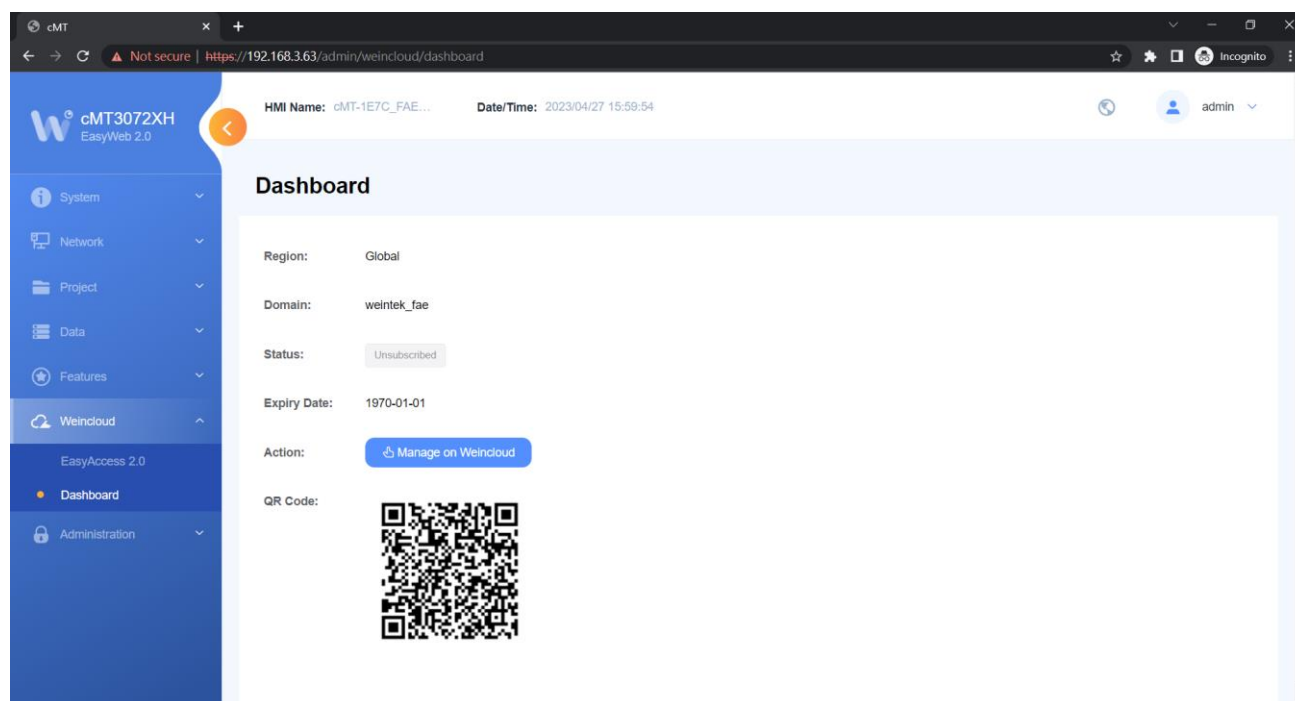 cMT
Not secure | https://192.168.3.63/admin/weincloud/dashboard
Incognito
cMT3072XH
EasyWeb 2.0
HMI Name: cMT-1E7C_FAE... Date/Time: 2023/04/27 15:59:54
admin
System
Network
Project
Data
Features
Weincloud
EasyAccess 2.0
Dashboard
Administration
Dashboard
Region: Global
Domain: weintek_fae
Status: Unsubscribed
Expiry Date: 1970-01-01
Action: Manage on Weincloud
QR Code: